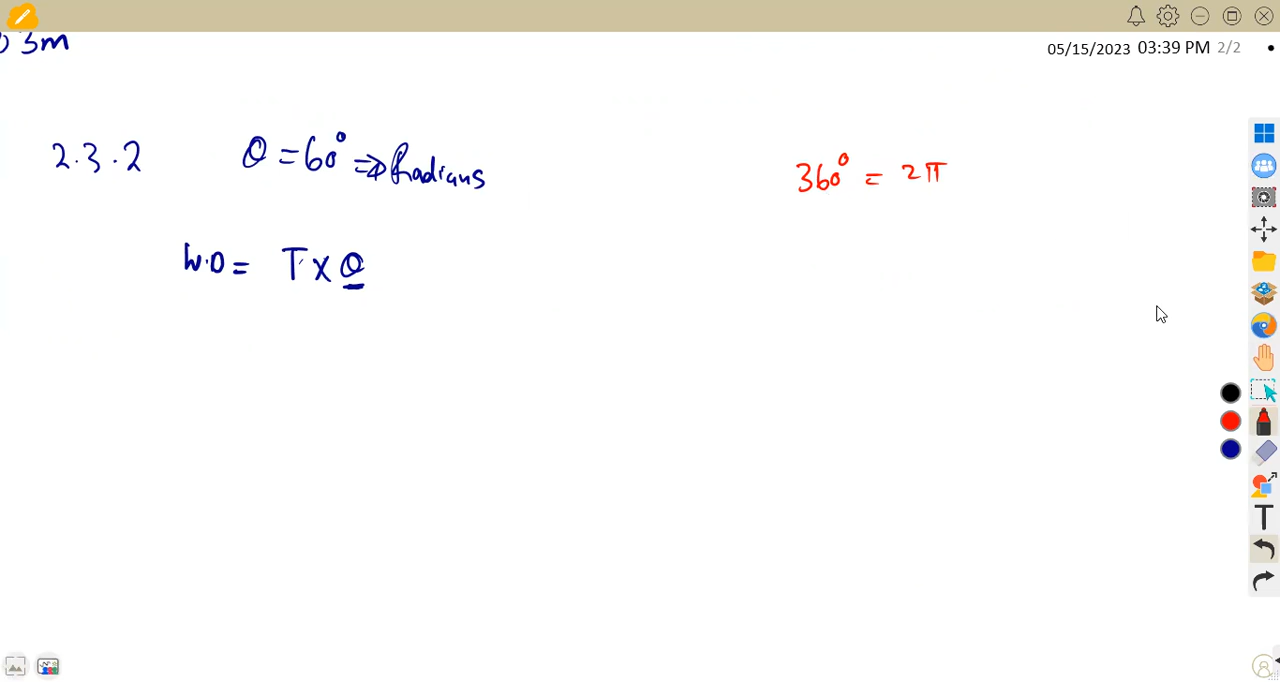 05/15/2023 03:39 PM 2/2
3m
2.3.2 θ = 60° ⇒ Radians
360° = 2π
W.D = T × θ
T